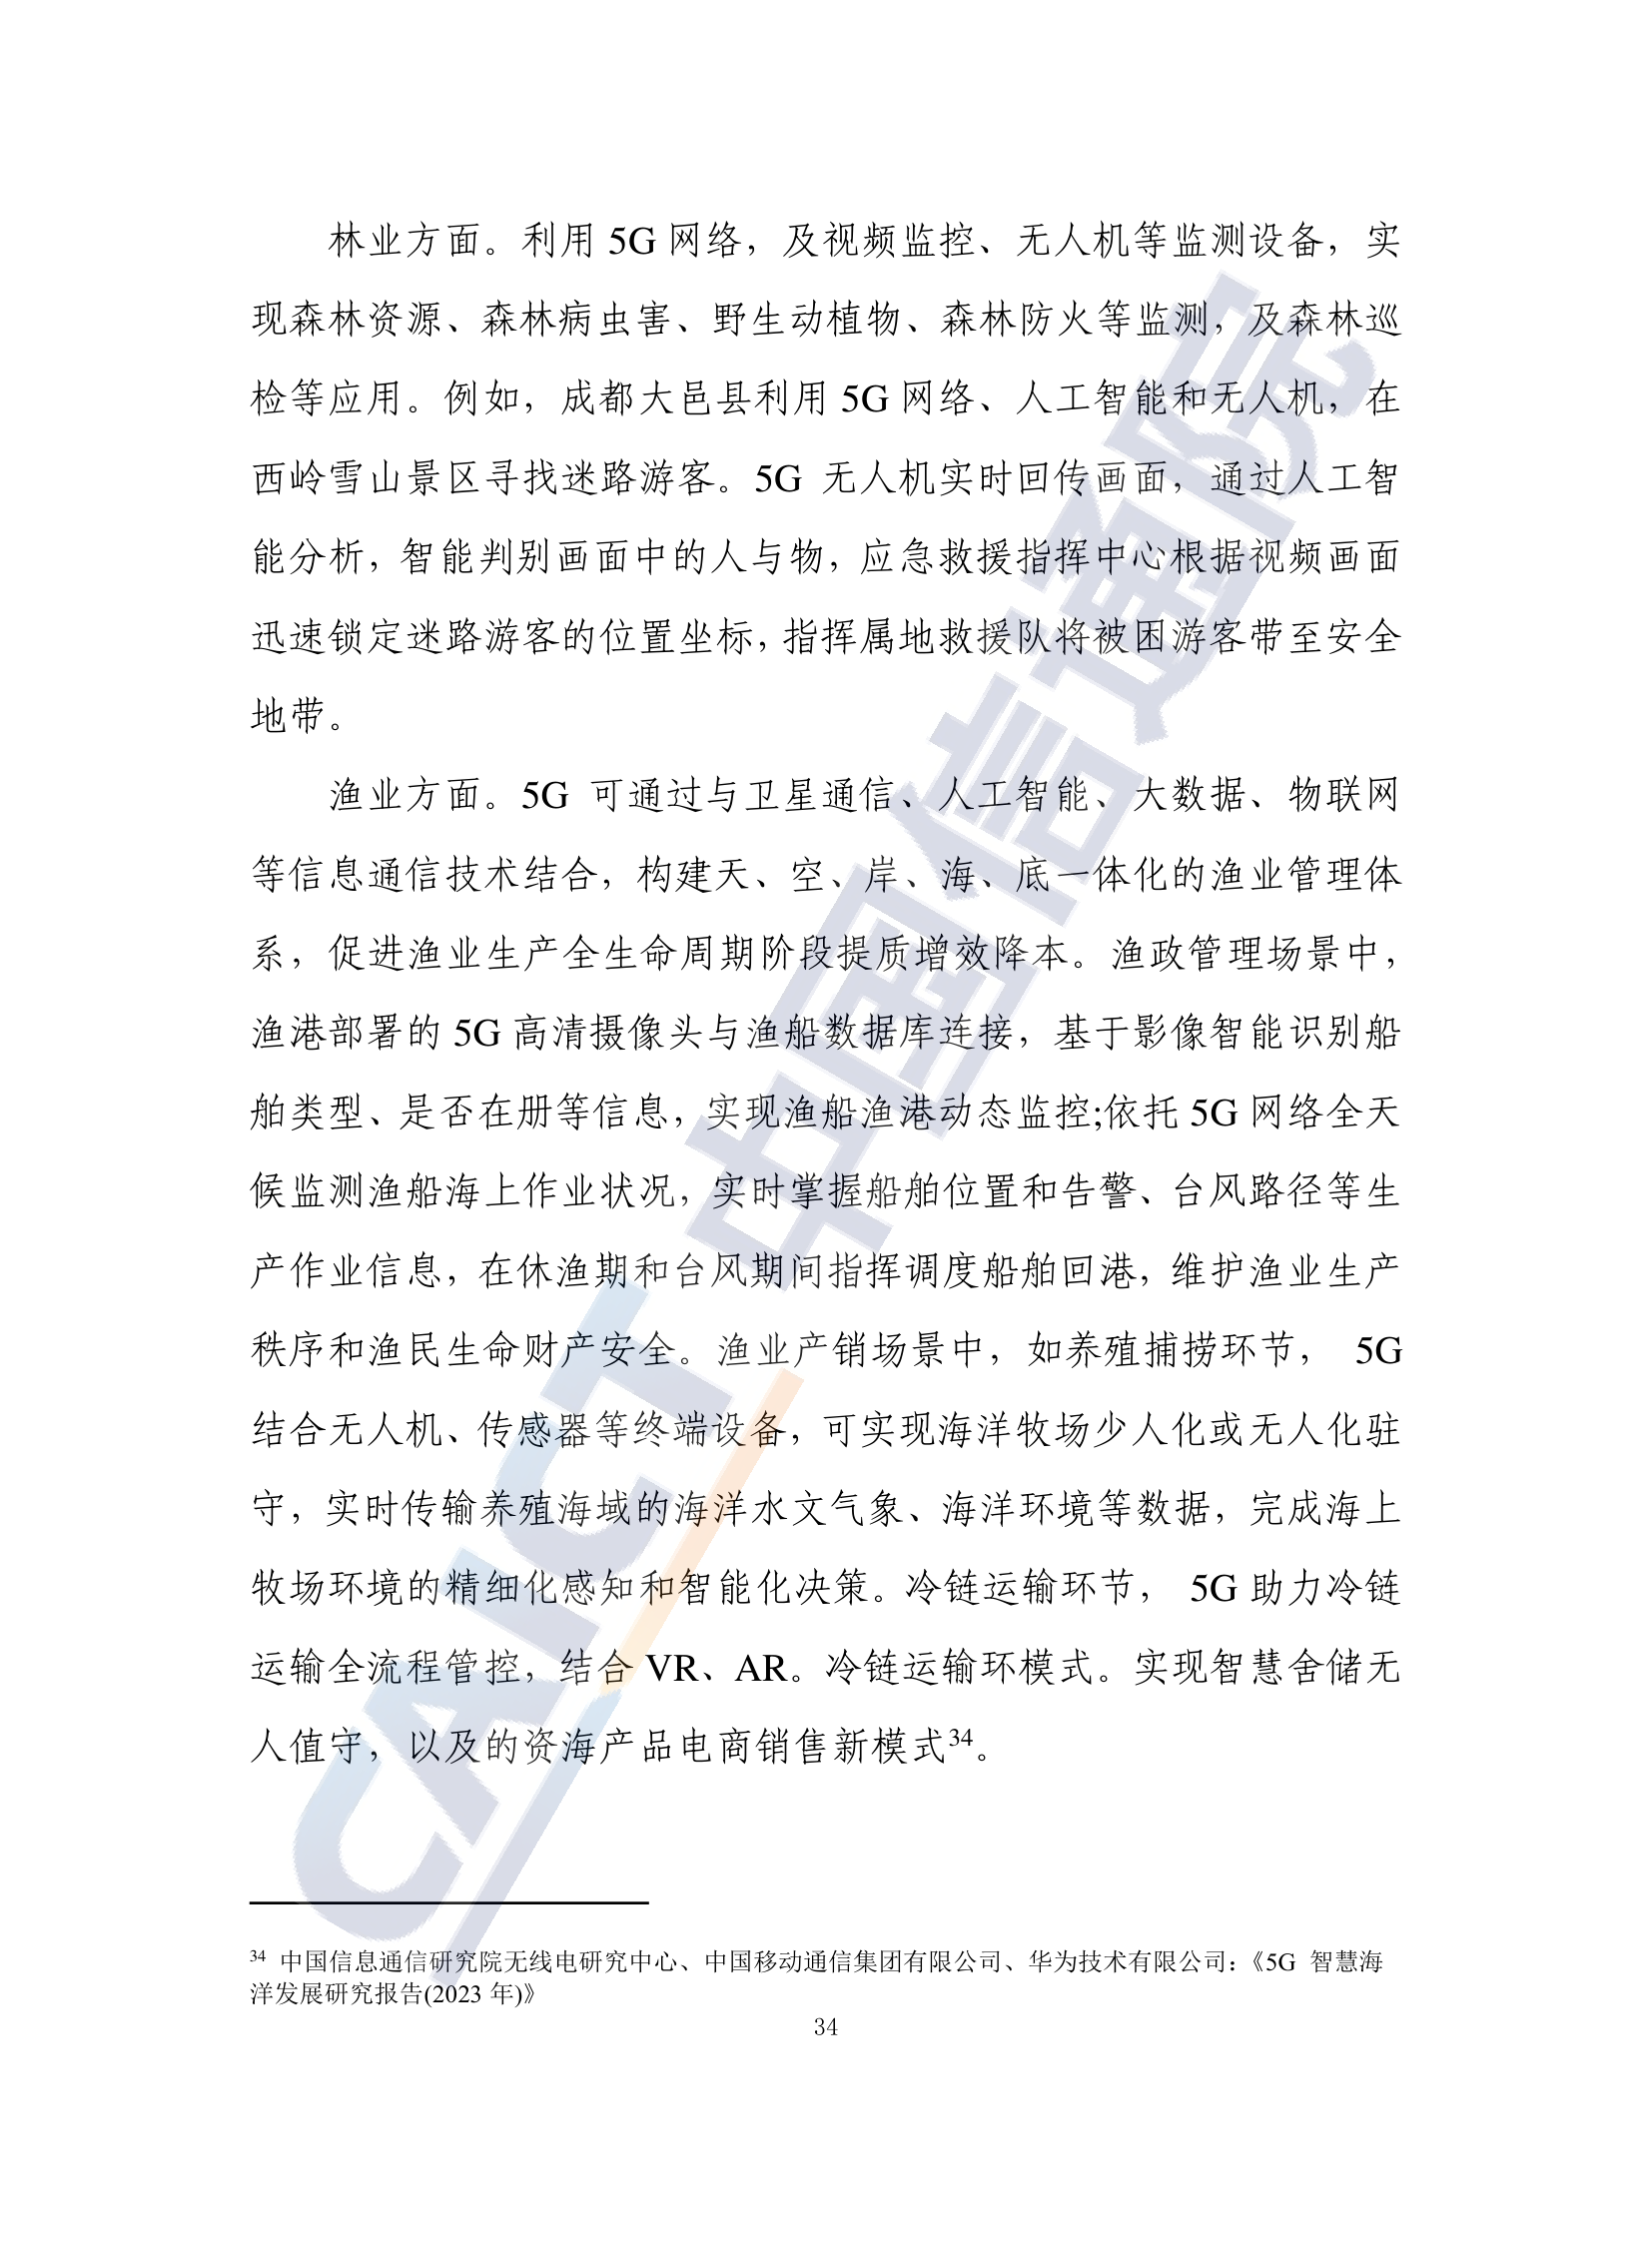 林业方面。利用 5G 网络，及视频监控、无人机等监测设备，实
现森林资源、森林病虫害、野生动植物、森林防火等监测，及森林巡
检等应用。例如，成都大邑县利用 5G 网络、人工智能和无人机，在
西岭雪山景区寻找迷路游客。5G 无人机实时回传画面，通过人工智
能分析，智能判别画面中的人与物，应急救援指挥中心根据视频画面
迅速锁定迷路游客的位置坐标，指挥属地救援队将被困游客带至安全
地带。
渔业方面。5G 可通过与卫星通信、人工智能、大数据、物联网
等信息通信技术结合，构建天、空、岸、海、底一体化的渔业管理体
系，促进渔业生产全生命周期阶段提质增效降本。渔政管理场景中，
渔港部署的 5G 高清摄像头与渔船数据库连接，基于影像智能识别船
舶类型、是否在册等信息，实现渔船渔港动态监控;依托 5G 网络全天
候监测渔船海上作业状况，实时掌握船舶位置和告警、台风路径等生
产作业信息，在休渔期和台风期间指挥调度船舶回港，维护渔业生产
秩序和渔民生命财产安全。渔业产销场景中，如养殖捕捞环节， 5G
结合无人机、传感器等终端设备，可实现海洋牧场少人化或无人化驻
守，实时传输养殖海域的海洋水文气象、海洋环境等数据，完成海上
牧场环境的精细化感知和智能化决策。冷链运输环节， 5G 助力冷链
运输全流程管控，结合 VR、AR。冷链运输环模式。实现智慧舍储无
人值守，以及的资海产品电商销售新模式34。
34 中国信息通信研究院无线电研究中心、中国移动通信集团有限公司、华为技术有限公司：《5G 智慧海
洋发展研究报告(2023 年)》
34
CAICT 中国信通院